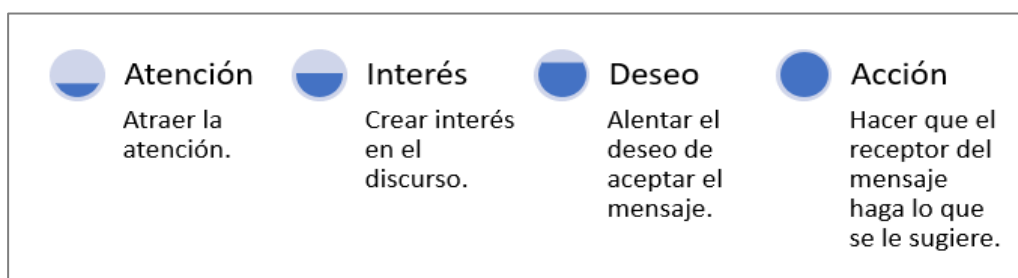 Atención
Atraer la
atención.
Interés
Crear interés
en el
discurso.
Deseo
Alentar el
deseo de
aceptar el
mensaje.
Acción
Hacer que el
receptor del
mensaje
haga lo que
se le sugiere.